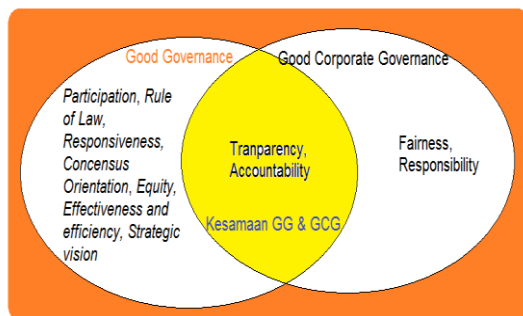 Good Governance
Good Corporate Governance
Participation, Rule
of Law,
Responsiveness,
Concensus
Orientation, Equity,
Effectiveness and
efficiency, Strategic
vision
Tranparency,
Accountability
Kesamaan GG & GCG
Fairness,
Responsibility